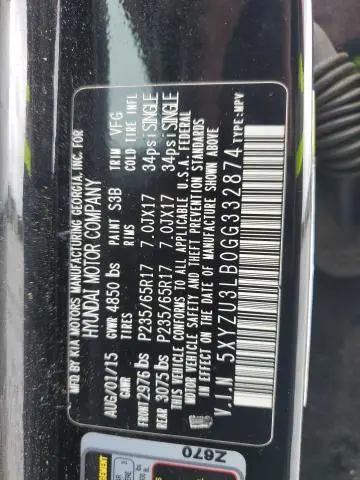 MFD BY KIA MOTORS MANUFACTURING GEORGIA, INC. FOR
HYUNDAI MOTOR COMPANY
AUG/01/15 GVWR 4850 lbs PAINT S3B TRIM VFG
GAWR TIRES RIMS COLD TIRE INFL
FRONT 2976 lbs P235/65R17 7.0JX17 34psi SINGLE
REAR 3075 lbs P235/65R17 7.0JX17 34psi SINGLE
THIS VEHICLE CONFORMS TO ALL APPLICABLE U.S.A. FEDERAL
MOTOR VEHICLE SAFETY, BUMPER, AND THEFT PREVENTION
STANDARDS IN EFFECT ON THE DATE OF MANUFACTURE SHOWN ABOVE.
V.I.N 5XYZU3LB0GG332874 TYPE:MPV
Z670